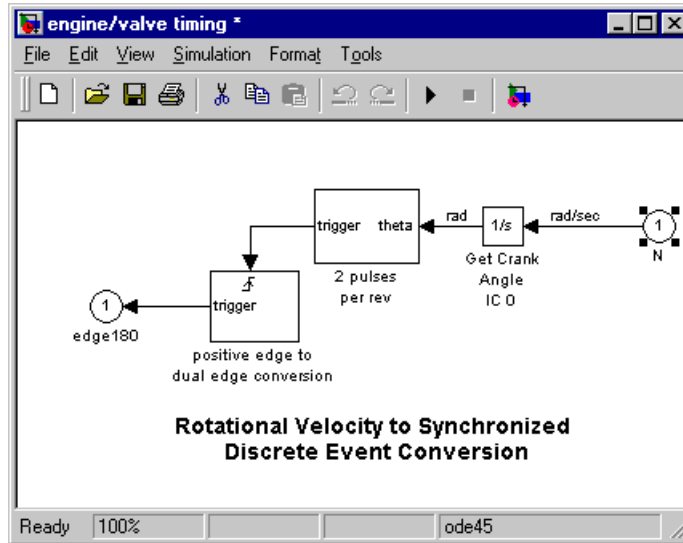 engine/valve timing *
File Edit View Simulation Format Tools
rad
rad/sec
trigger theta
1/s
1
N
2 pulses
per rev
Get Crank
Angle
IC 0
trigger
1
edge180
positive edge to
dual edge conversion
Rotational Velocity to Synchronized
Discrete Event Conversion
Ready 100% ode45